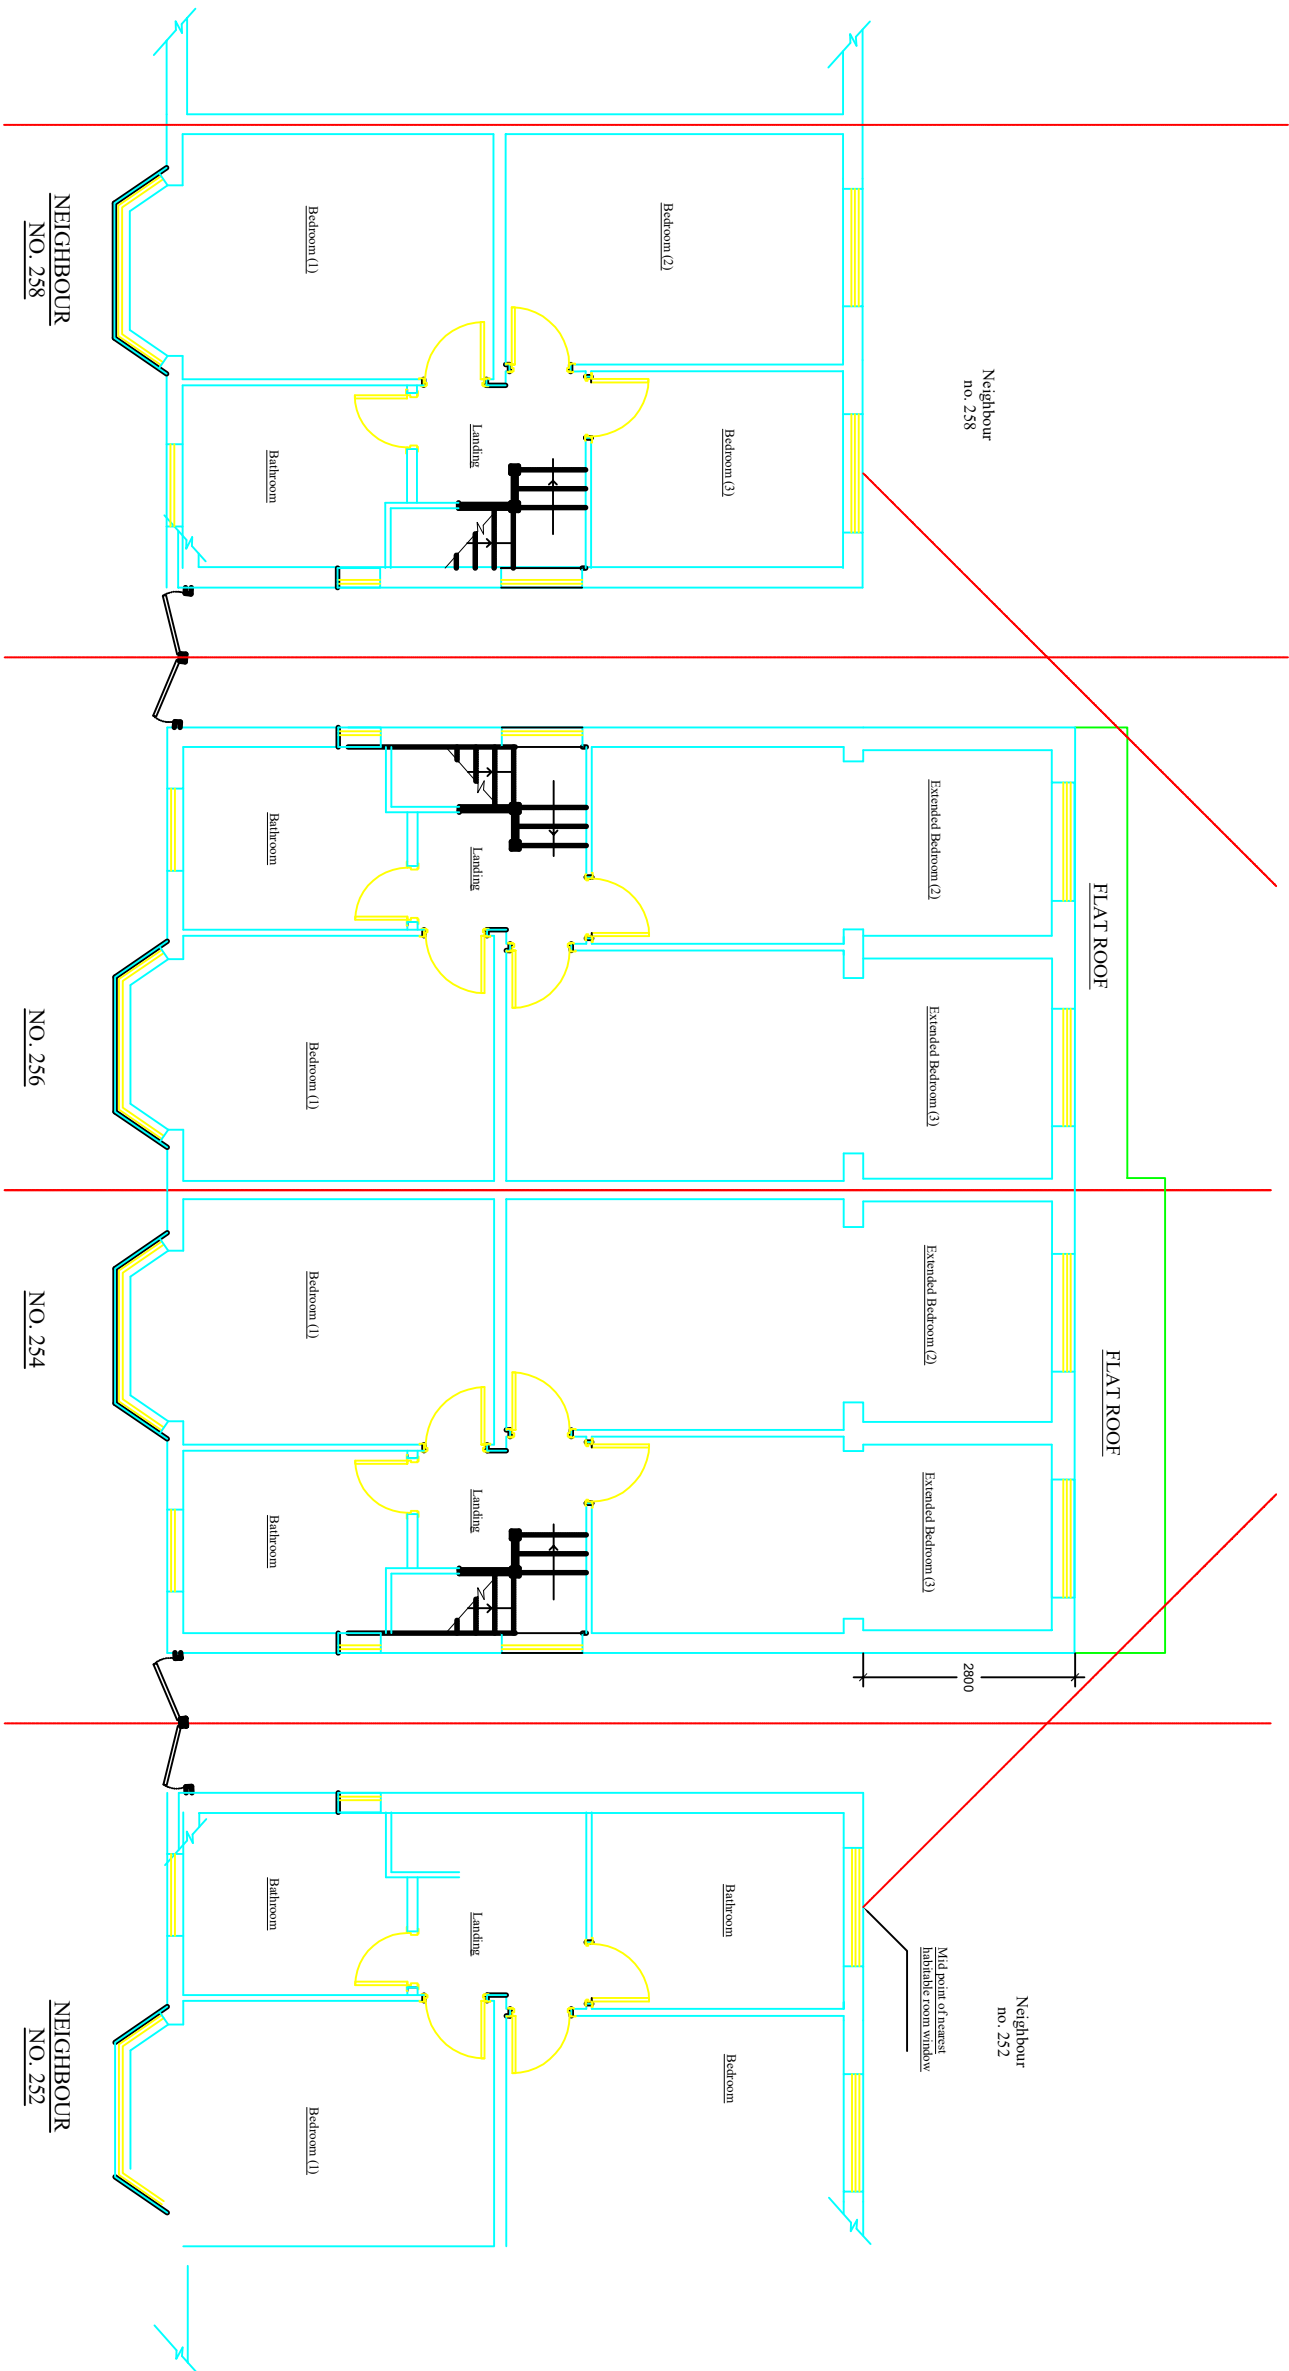 Neighbour
no. 258
Bedroom (2)
Bedroom (3)
Bedroom (1)
Landing
Bathroom
NEIGHBOUR
NO. 258
FLAT ROOF
Extended Bedroom (2)
Extended Bedroom (3)
Landing
Bathroom
Bedroom (1)
NO. 256
FLAT ROOF
Extended Bedroom (2)
Extended Bedroom (3)
2800
Bedroom (1)
Landing
Bathroom
NO. 254
Neighbour
no. 252
Mid point of nearest
habitable room window
Bathroom
Bedroom
Landing
Bathroom
Bedroom (1)
NEIGHBOUR
NO. 252